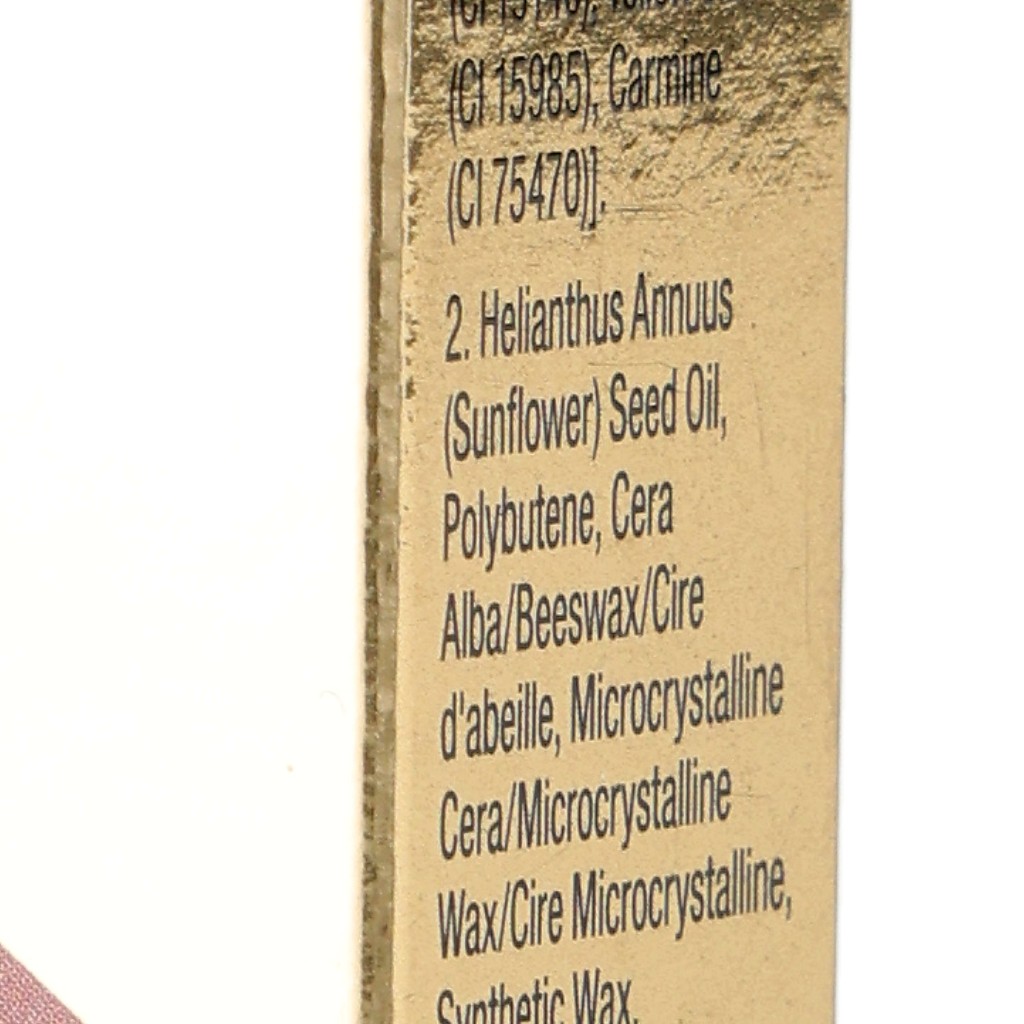 (CI 15985), Carmine
(CI 75470)].
2. Helianthus Annuus
(Sunflower) Seed Oil,
Polybutene, Cera
Alba/Beeswax/Cire
d'abeille, Microcrystalline
Cera/Microcrystalline
Wax/Cire Microcrystalline,
Synthetic Wax,